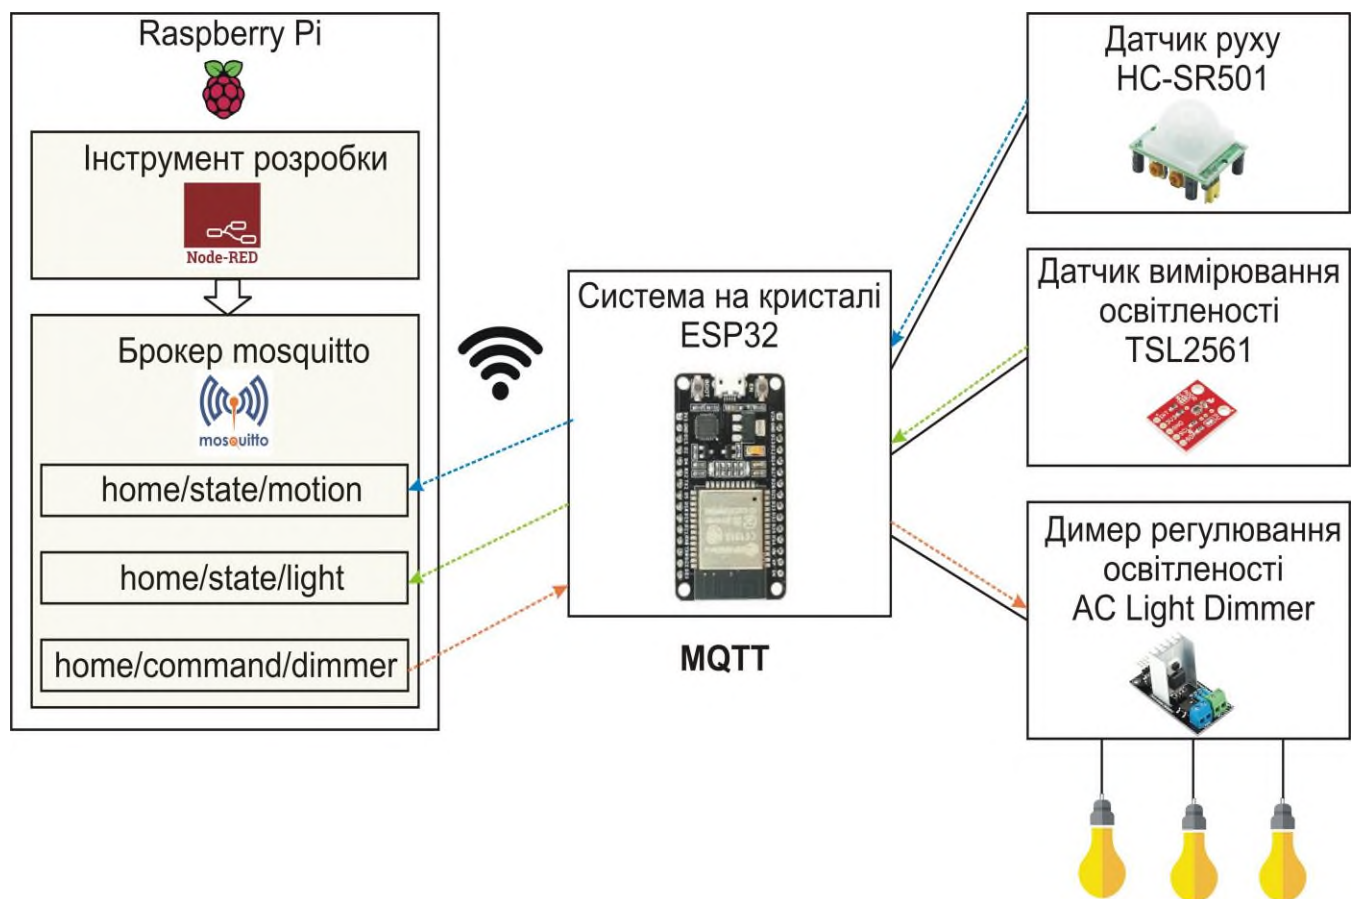 Raspberry Pi
Інструмент розробки
Node-RED
Брокер mosquitto
mosquitto
home/state/motion
home/state/light
home/command/dimmer
Система на кристалі
ESP32
MQTT
Датчик руху
HC-SR501
Датчик вимірювання
освітленості
TSL2561
Димер регулювання
освітленості
AC Light Dimmer